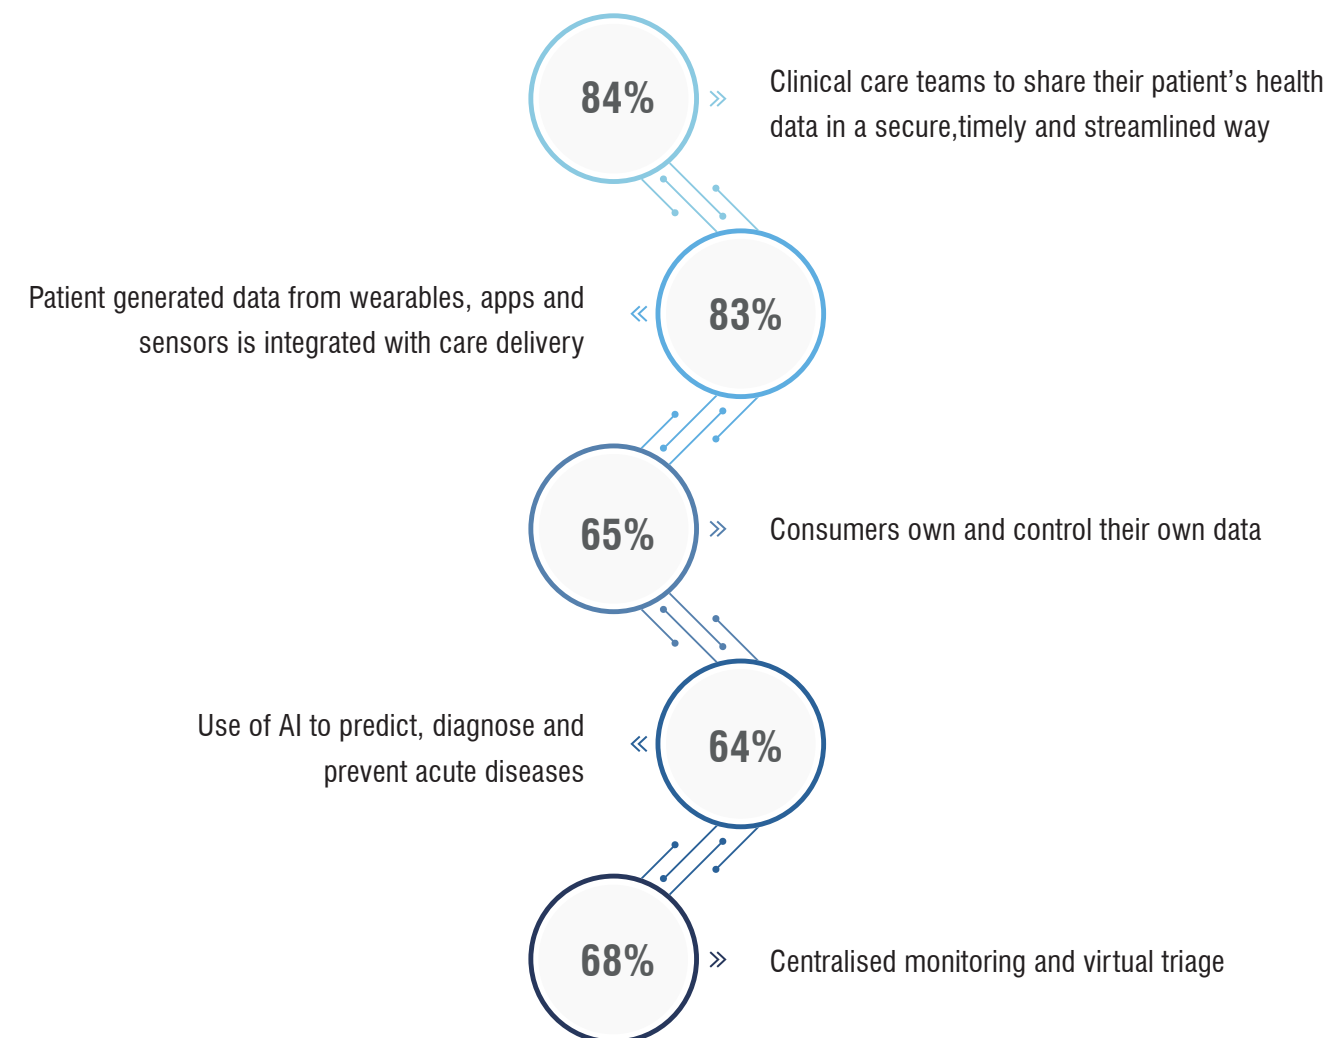 84%
Clinical care teams to share their patient’s health
data in a secure,timely and streamlined way
Patient generated data from wearables, apps and
sensors is integrated with care delivery
83%
65%
Consumers own and control their own data
Use of AI to predict, diagnose and
prevent acute diseases
64%
68%
Centralised monitoring and virtual triage